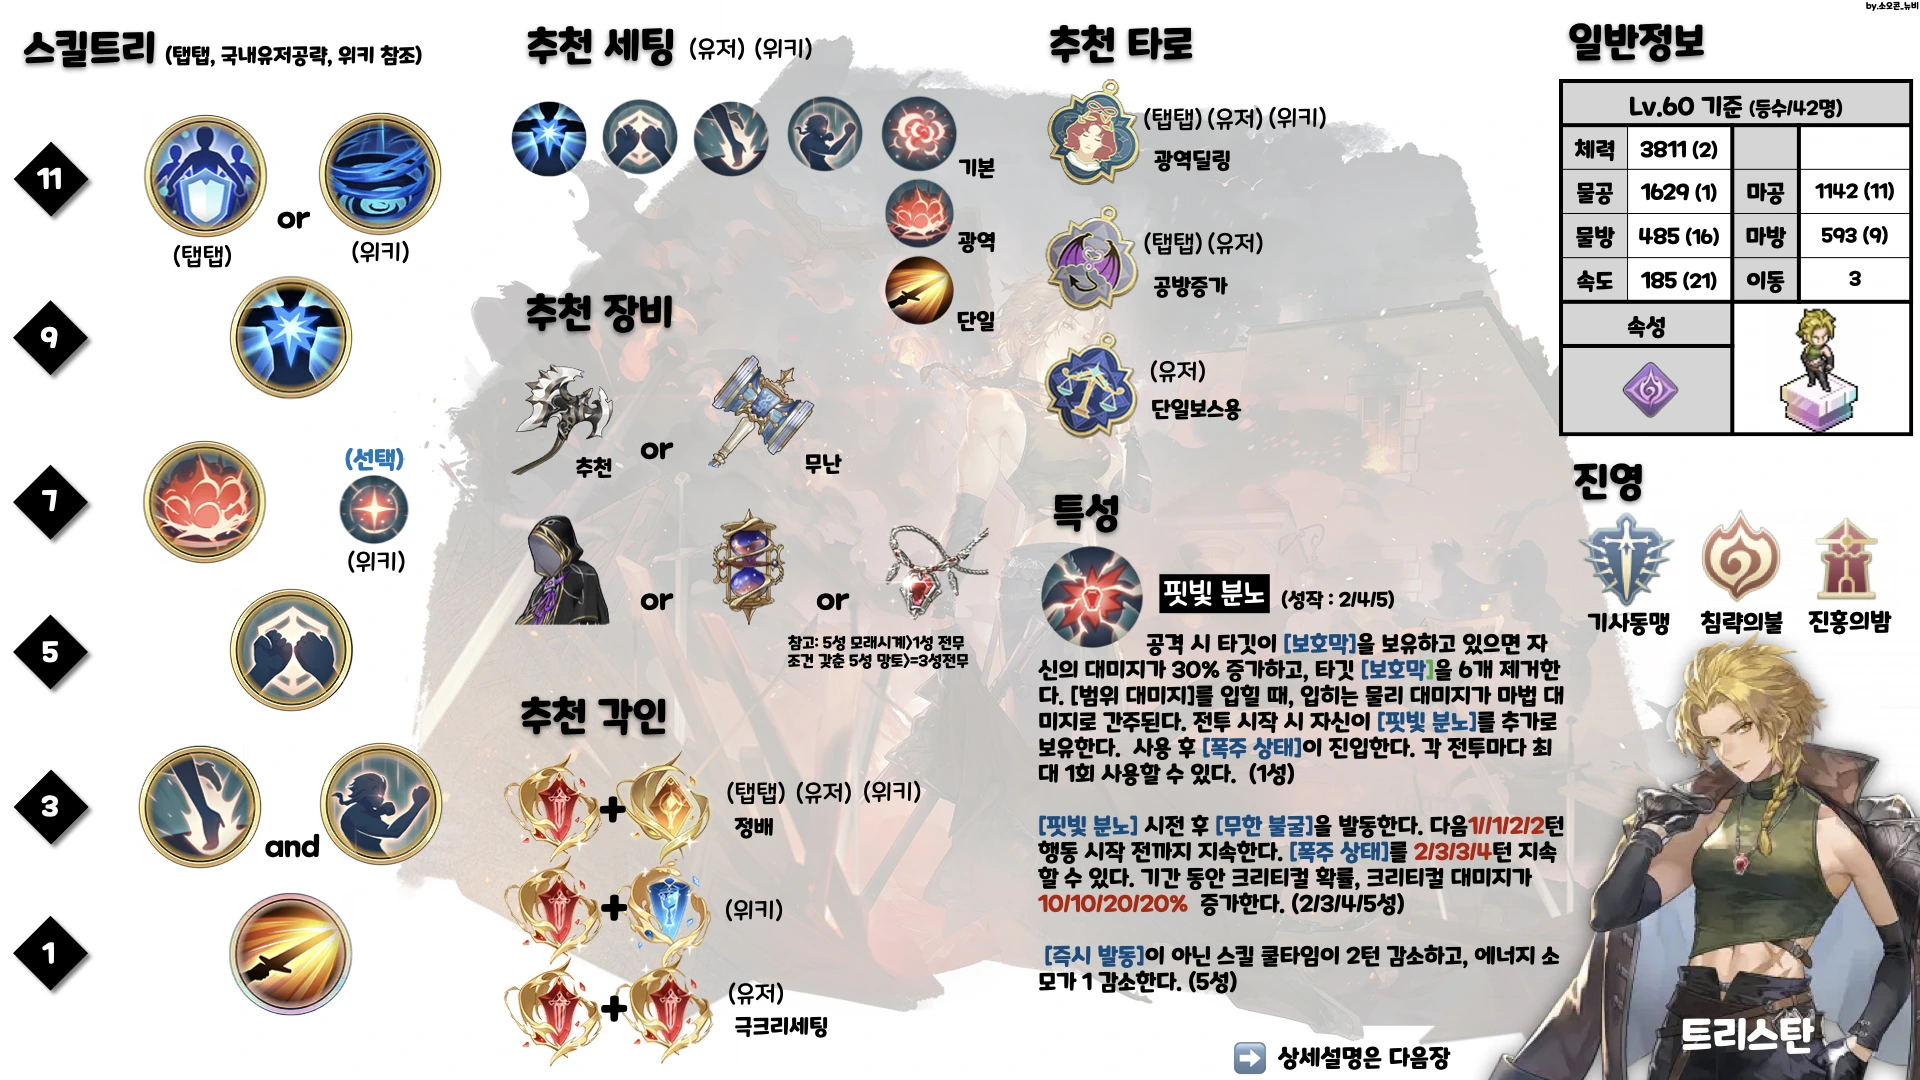 by.소오콘_뉴비
스킬트리 (탭탭, 국내유저공략, 위키 참조)
11
or
(탭탭)
(위키)
9
7
(선택)
(위키)
5
3
and
1
추천 세팅 (유저) (위키)
기본
광역
단일
추천 장비
추천
or
무난
or
or
참고: 5성 모래시계>1성 전무
조건 갖춘 5성 망토>=3성전무
추천 각인
+
(탭탭) (유저) (위키)
정배
+
(위키)
+
(유저)
극크리세팅
추천 타로
(탭탭) (유저) (위키)
광역딜링
(탭탭) (유저)
공방증가
(유저)
단일보스용
특성
핏빛 분노 (성작 : 2/4/5)
공격 시 타깃이 [보호막]을 보유하고 있으면 자
신의 대미지가 30% 증가하고, 타깃 [보호막]을 6개 제거한
다. [범위 대미지]를 입힐 때, 입히는 물리 대미지가 마법 대
미지로 간주된다. 전투 시작 시 자신이 [핏빛 분노]를 추가로
보유한다. 사용 후 [폭주 상태]이 진입한다. 각 전투마다 최
대 1회 사용할 수 있다. (1성)
[핏빛 분노] 시전 후 [무한 불굴]을 발동한다. 다음1/1/2/2턴
행동 시작 전까지 지속한다. [폭주 상태]를 2/3/3/4턴 지속
할 수 있다. 기간 동안 크리티컬 확률, 크리티컬 대미지가
10/10/20/20% 증가한다. (2/3/4/5성)
[즉시 발동]이 아닌 스킬 쿨타임이 2턴 감소하고, 에너지 소
모가 1 감소한다. (5성)
상세설명은 다음장
일반정보
Lv.60 기준 (등수/42명)
체력 3811 (2)
물공 1629 (1) 마공 1142 (11)
물방 485 (16) 마방 593 (9)
속도 185 (21) 이동 3
속성
진영
기사동맹 침략의불 진홍의밤
트리스탄